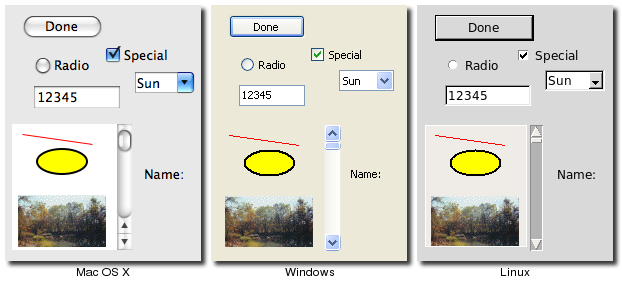 Done
Radio
Special
12345
Sun
Name:
Mac OS X
Done
Radio
Special
12345
Sun
Name:
Windows
Done
Radio
Special
12345
Sun
Name:
Linux